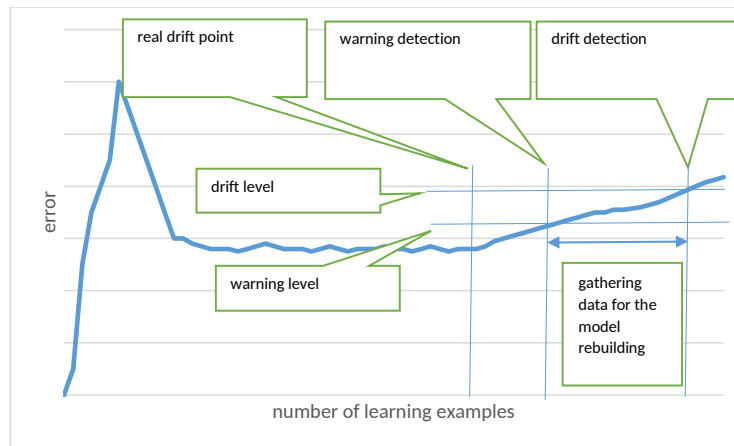 real drift point
warning detection
drift detection
drift level
error
warning level
gathering
data for the
model
rebuilding
number of learning examples